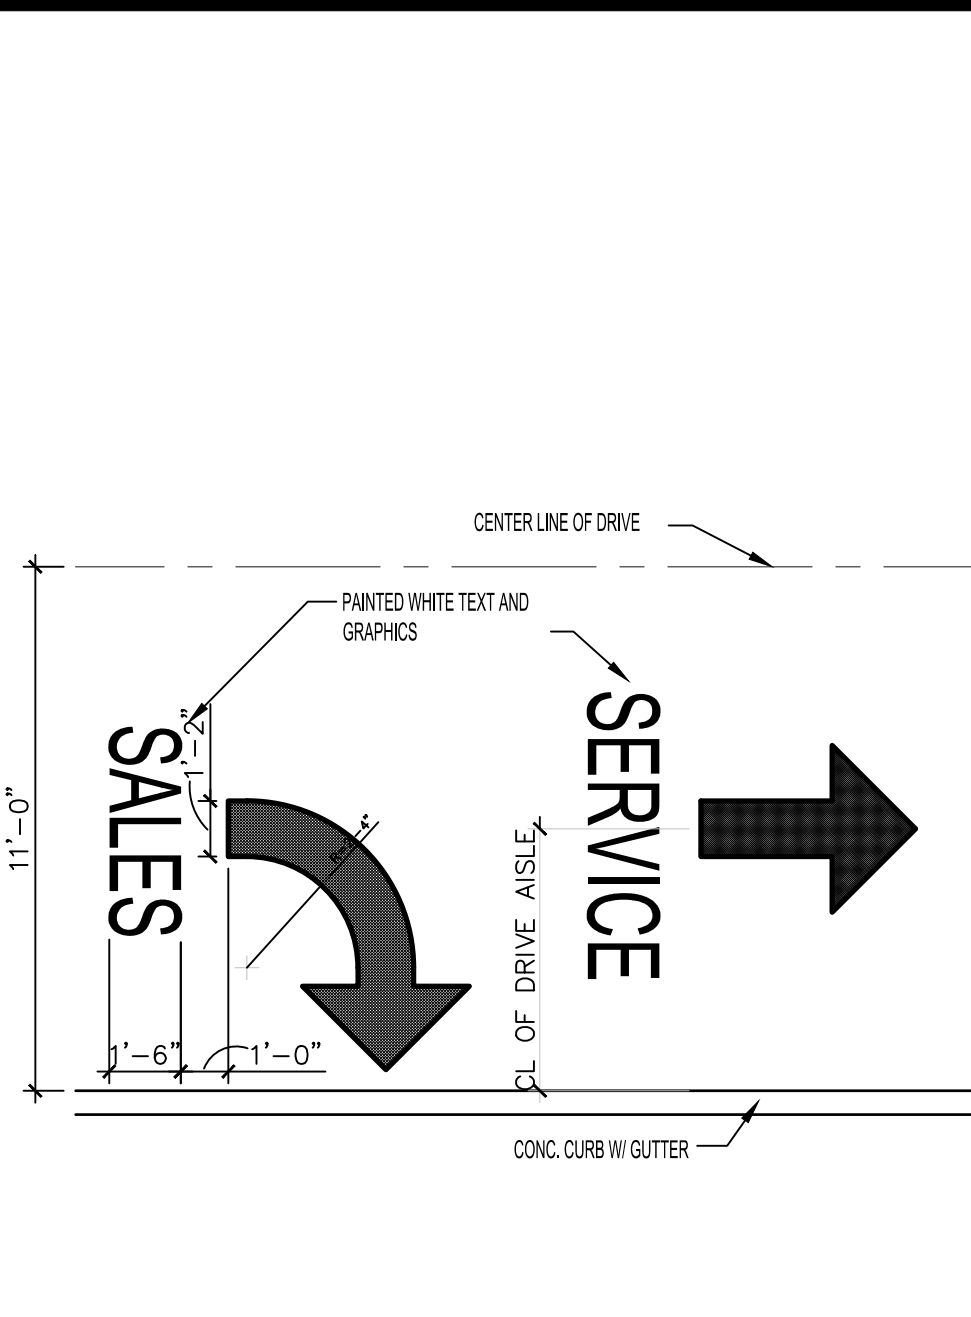 CENTER LINE OF DRIVE
PAINTED WHITE TEXT AND
GRAPHICS
11'-0"
SALES
1'-2"
SERVICE
CL OF DRIVE AISLE
1'-6"
1'-0"
CONC. CURB W/ GUTTER